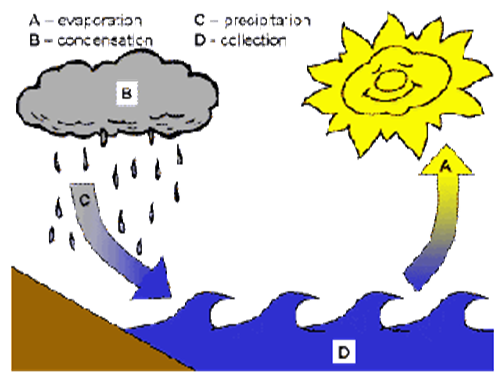 A – evaporation
B – condensation
C – precipitation
D - collection
B
C
A
D